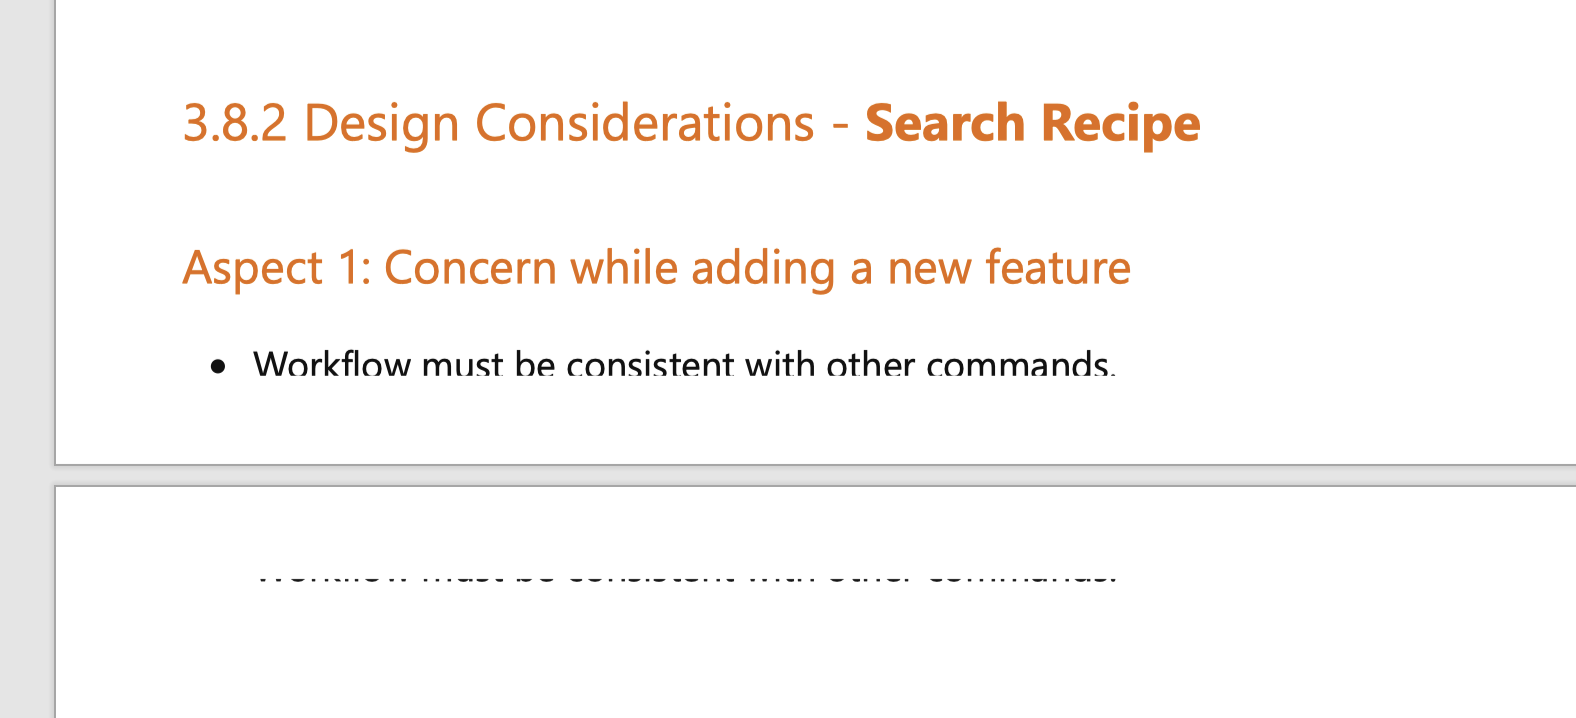 3.8.2 Design Considerations - Search Recipe
Aspect 1: Concern while adding a new feature
● Workflow must be consistent with other commands.